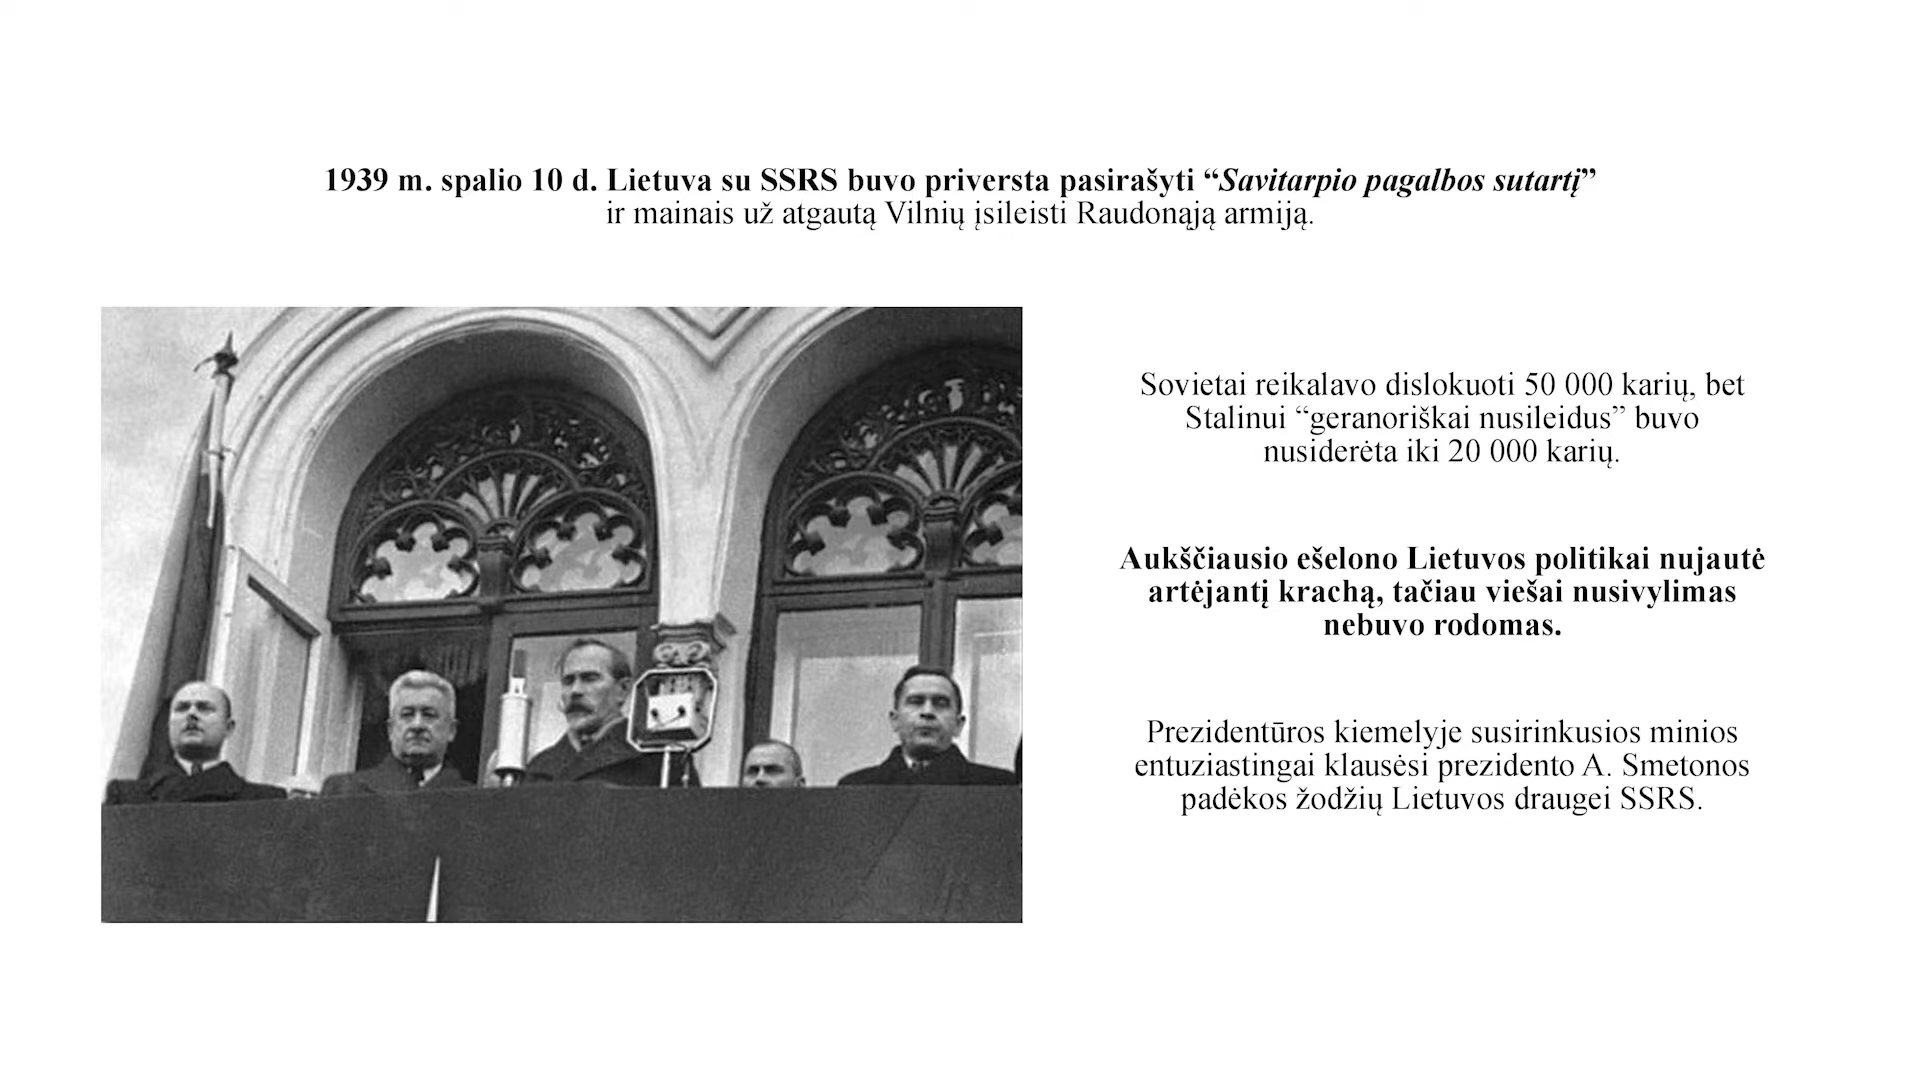 1939 m. spalio 10 d. Lietuva su SSRS buvo priversta pasirašyti “Savitarpio pagalbos sutartį”
ir mainais už atgautą Vilnių įsileisti Raudonąją armiją.
Sovietai reikalavo dislokuoti 50 000 karių, bet
Stalinui “geranoriškai nusileidus” buvo
nusiderėta iki 20 000 karių.
Aukščiausio ešelono Lietuvos politikai nujautė
artėjantį krachą, tačiau viešai nusivylimas
nebuvo rodomas.
Prezidentūros kiemelyje susirinkusios minios
entuziastingai klausėsi prezidento A. Smetonos
padėkos žodžių Lietuvos draugei SSRS.